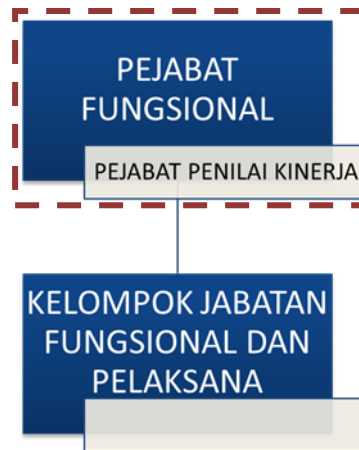 PEJABAT
FUNGSIONAL
PEJABAT PENILAI KINERJA
KELOMPOK JABATAN
FUNGSIONAL DAN
PELAKSANA